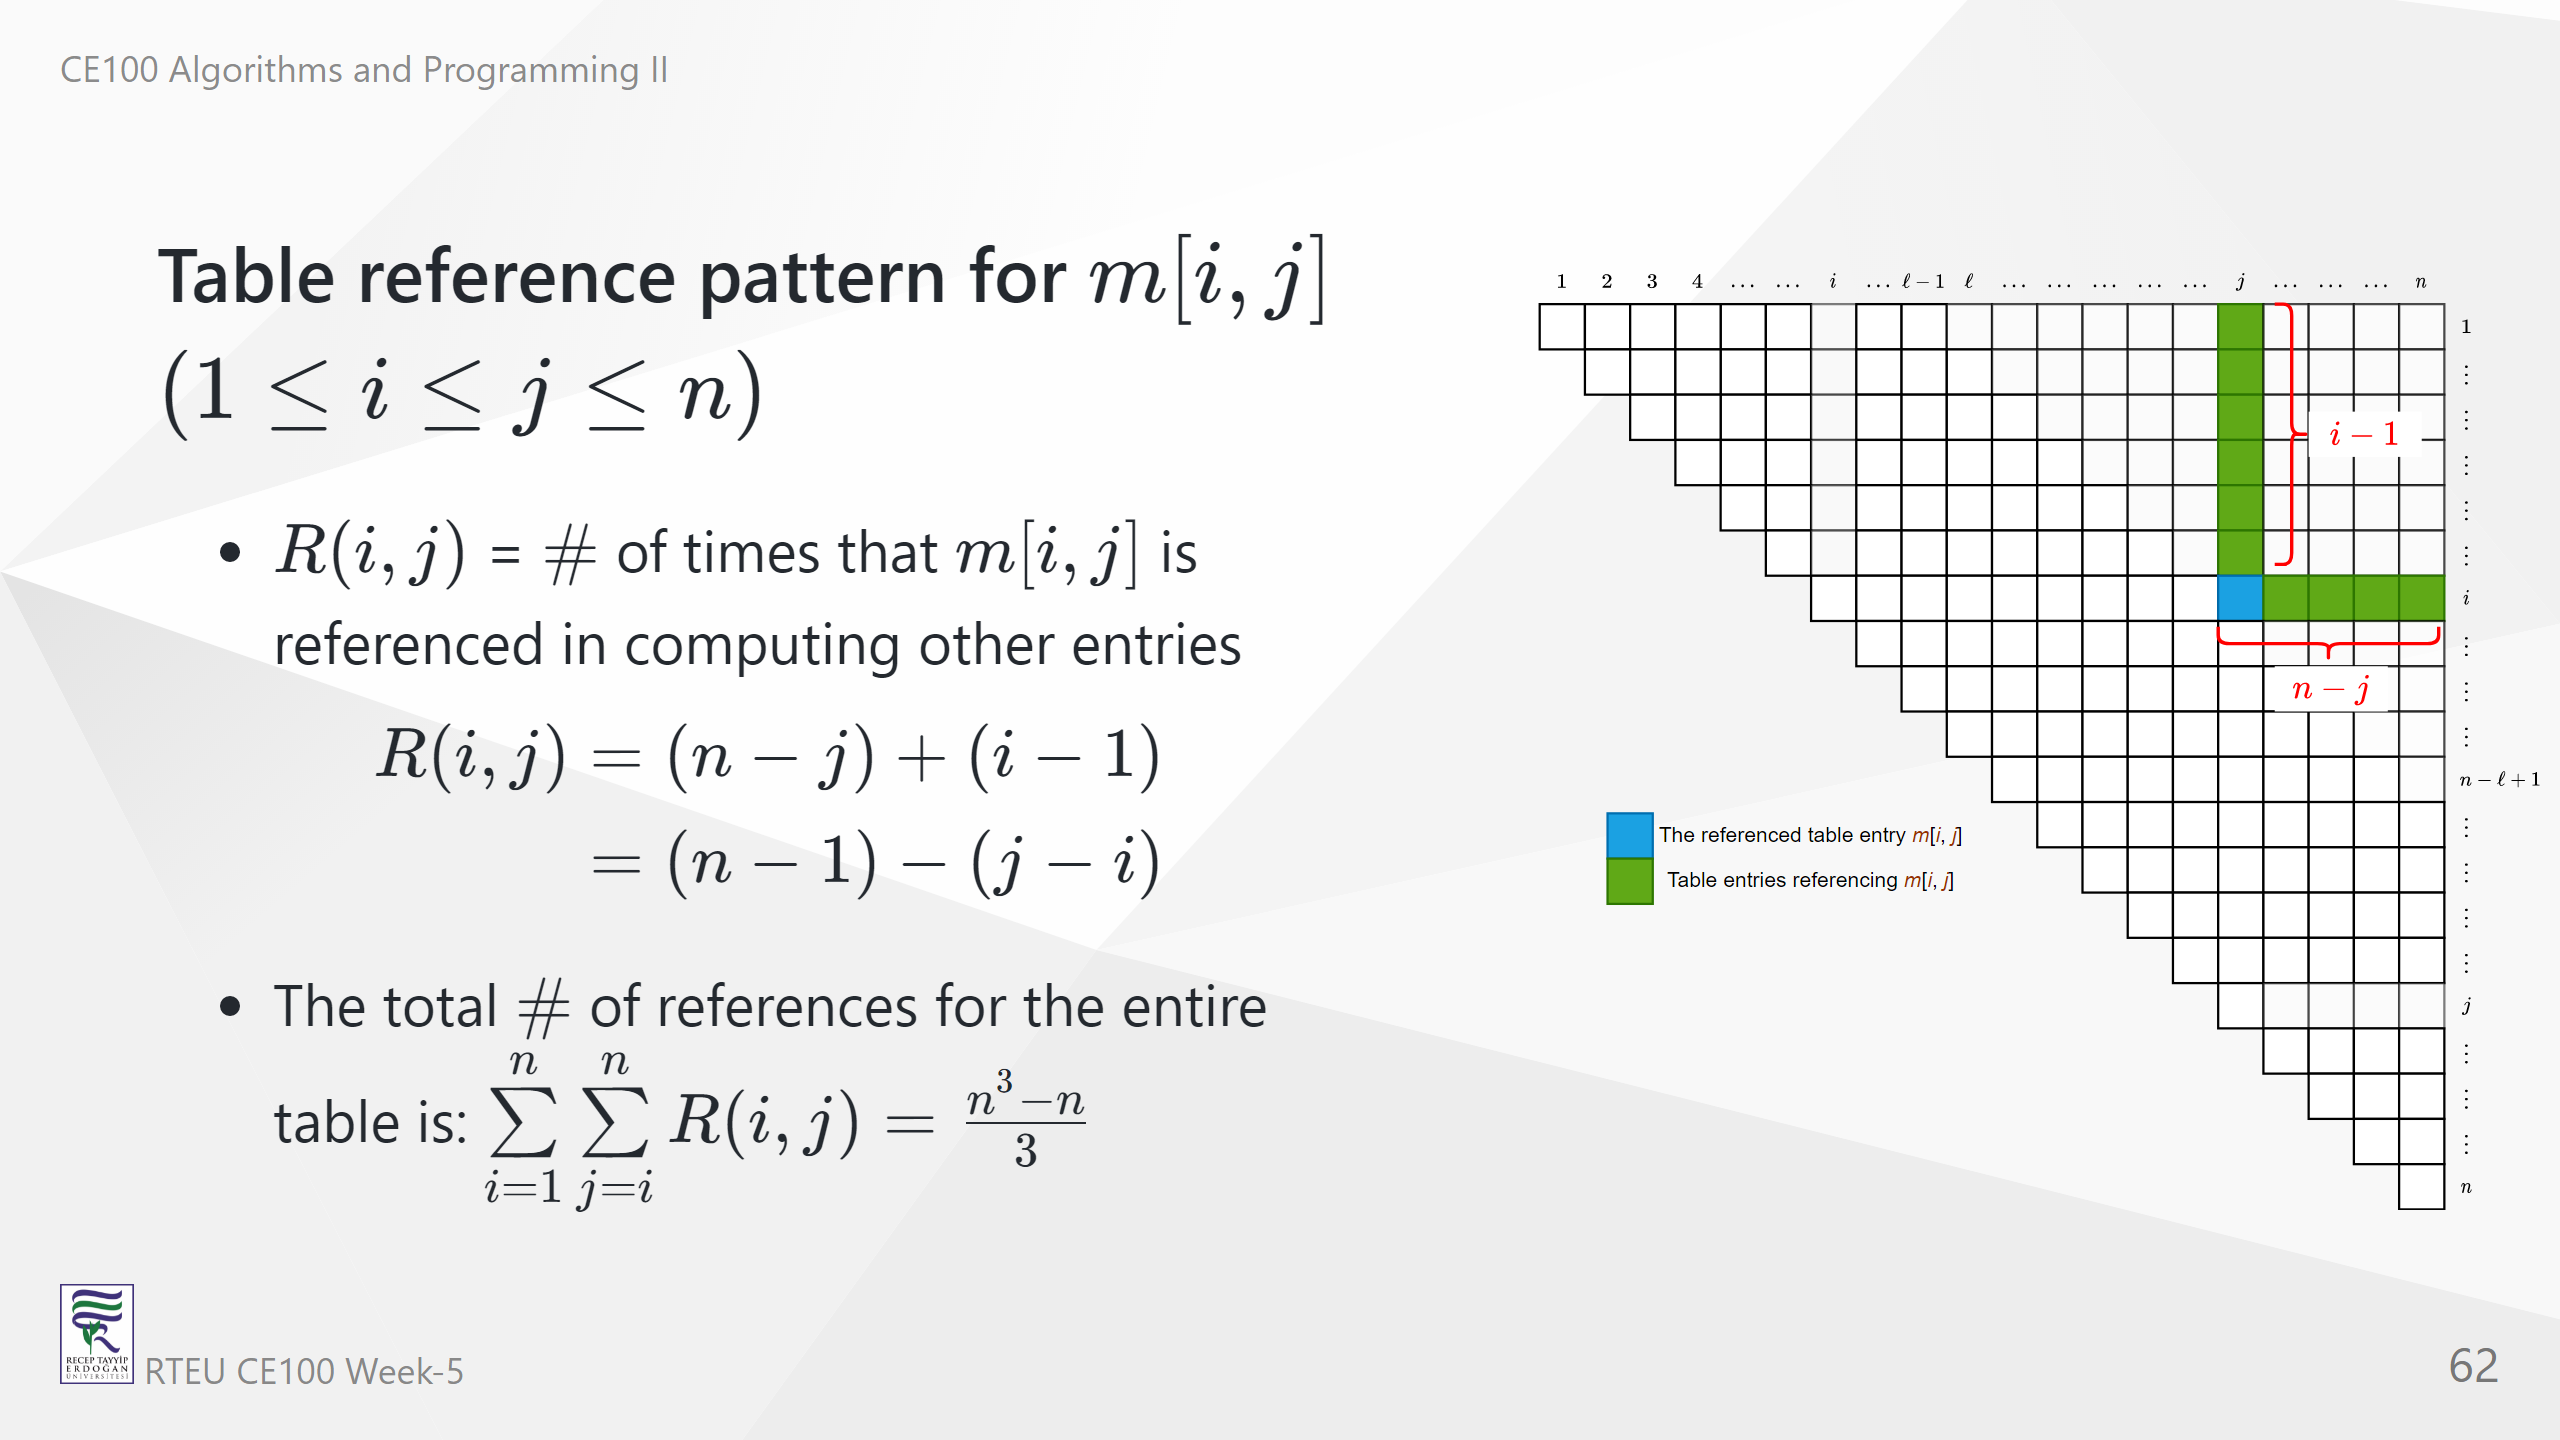 CE100 Algorithms and Programming II
Table reference pattern for m[i, j]
(1 ≤ i ≤ j ≤ n)
• R(i, j) = # of times that m[i, j] is
referenced in computing other entries
R(i, j) = (n − j) + (i − 1)
= (n − 1) − (j − i)
• The total # of references for the entire
table is: ∑_{i=1}^{n} ∑_{j=i}^{n} R(i, j) = (n³−n)/3
1 2 3 4 ... ... i ... ℓ − 1 ℓ ... ... ... ... ... j ... ... ... n
1
⋮
⋮
⋮
⋮
⋮
i
⋮
⋮
⋮
n − ℓ + 1
⋮
⋮
⋮
⋮
j
⋮
⋮
⋮
n
i − 1
n − j
The referenced table entry m[i, j]
Table entries referencing m[i, j]
RECEP TAYYİP
ERDOĞAN
ÜNİVERSİTESİ
RTEU CE100 Week-5
62